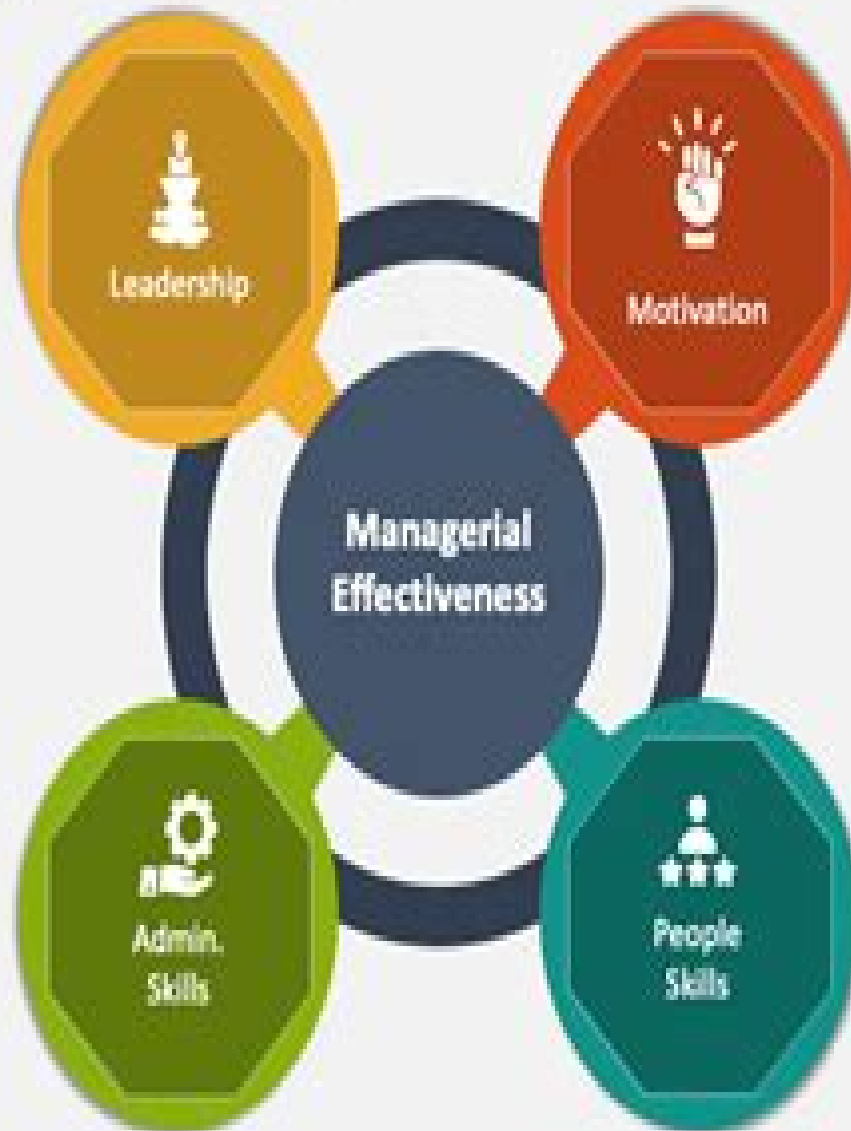 Leadership
Motivation
Managerial
Effectiveness
Admin.
Skills
People
Skills